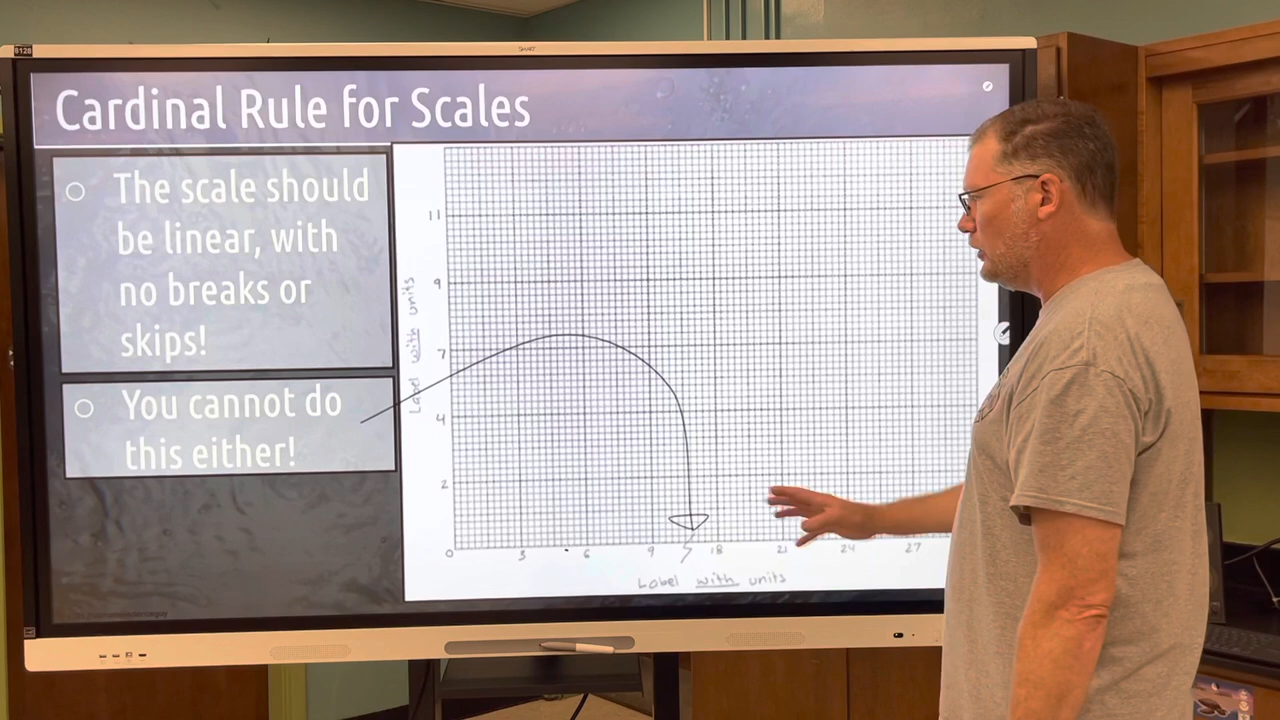 8128
SMART
Cardinal Rule for Scales
The scale should
be linear, with
no breaks or
skips!
You cannot do
this either!
11
9
7
4
2
Label with units
0 3 6 9 18 21 24 27
Label with units